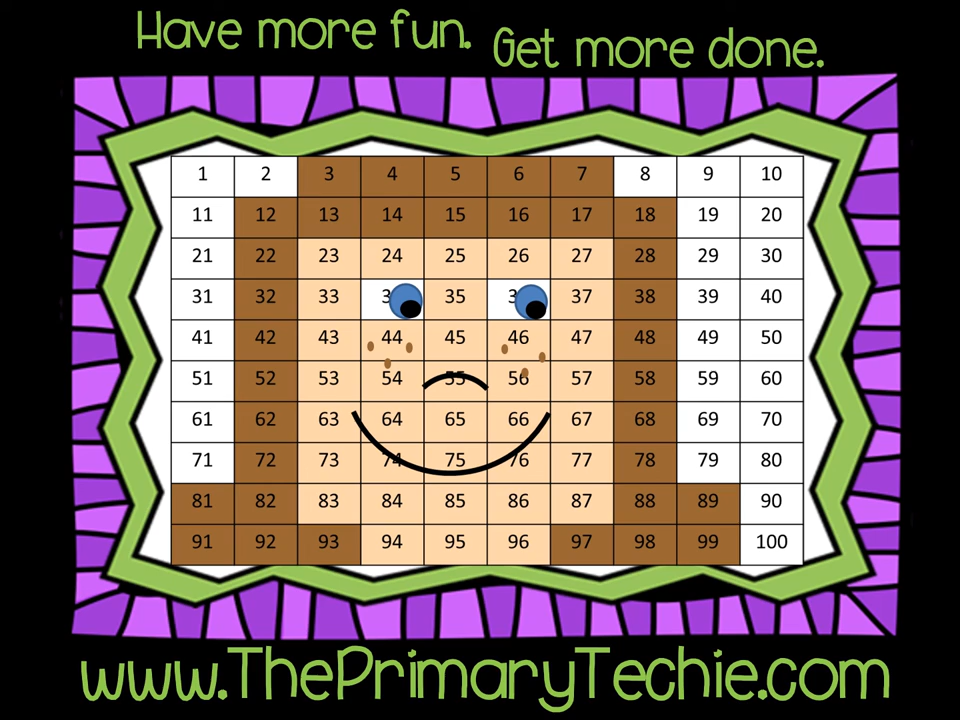 Have more fun. Get more done.
1 2 3 4 5 6 7 8 9 10
11 12 13 14 15 16 17 18 19 20
21 22 23 24 25 26 27 28 29 30
31 32 33 3 35 3 37 38 39 40
41 42 43 44 45 46 47 48 49 50
51 52 53 54 55 56 57 58 59 60
61 62 63 64 65 66 67 68 69 70
71 72 73 74 75 76 77 78 79 80
81 82 83 84 85 86 87 88 89 90
91 92 93 94 95 96 97 98 99 100
www.ThePrimaryTechie.com